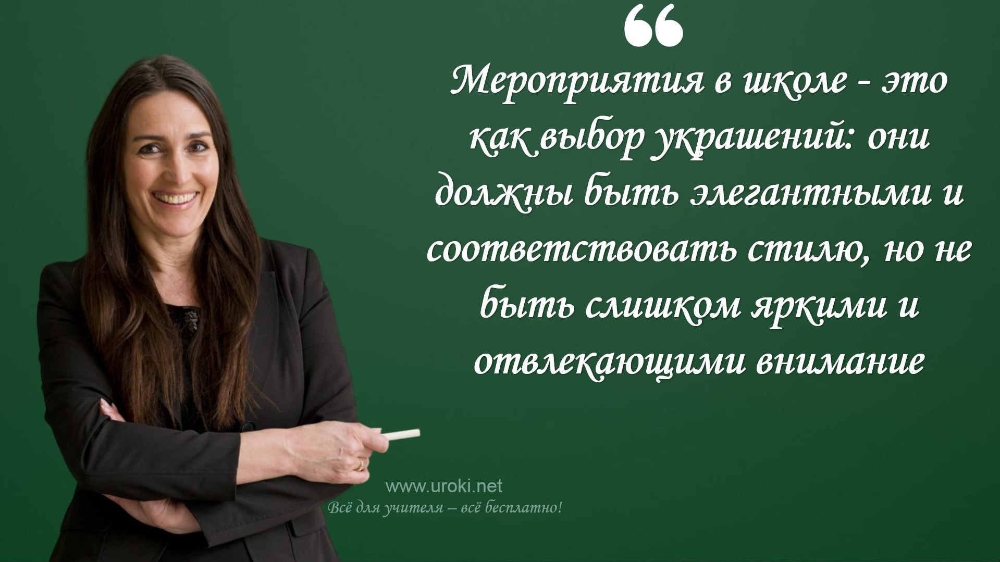 Мероприятия в школе - это
как выбор украшений: они
должны быть элегантными и
соответствовать стилю, но не
быть слишком яркими и
отвлекающими внимание
www.uroki.net
Всё для учителя – всё бесплатно!